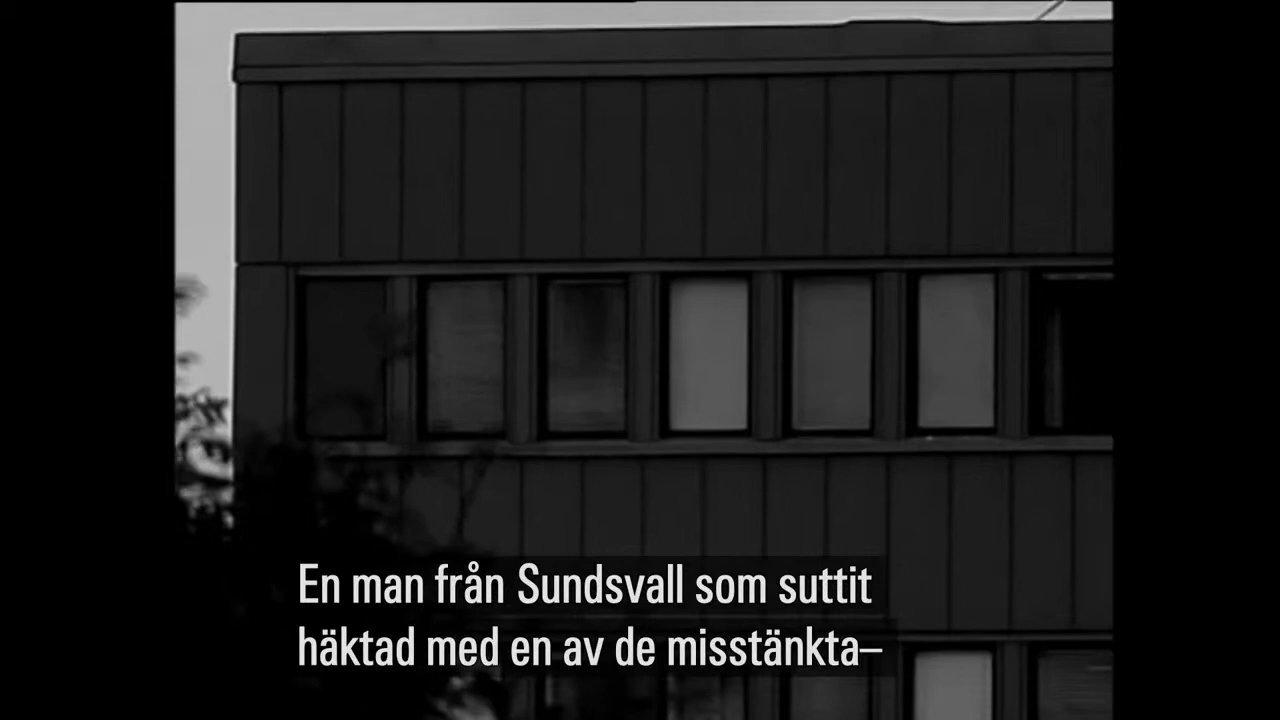 En man från Sundsvall som suttit
häktad med en av de misstänkta–